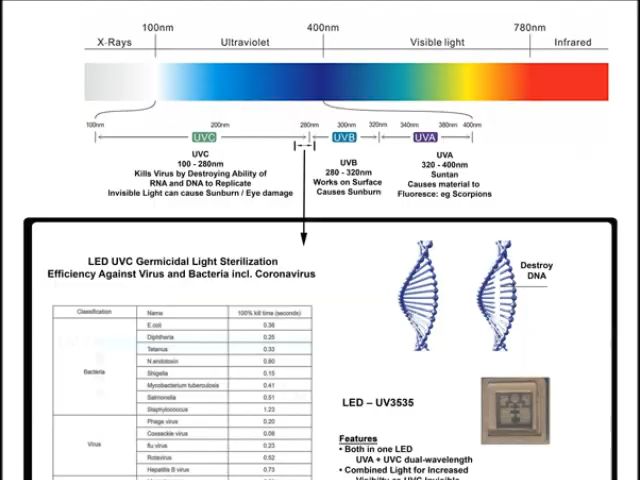 100nm 400nm 780nm
X-Rays Ultraviolet Visible light Infrared
100nm 200nm 280nm 300nm 320nm 340nm 380nm 400nm
UVC UVB UVA
UVC
100 - 280nm
Kills Virus by Destroying Ability of
RNA and DNA to Replicate
Invisible Light can cause Sunburn / Eye damage
UVB
280 - 320nm
Works on Surface
Causes Sunburn
UVA
320 - 400nm
Suntan
Causes material to
Fluoresce: eg Scorpions
LED UVC Germicidal Light Sterilization
Efficiency Against Virus and Bacteria incl. Coronavirus
Destroy
DNA
Classification Name 100% kill time (seconds)
Bacteria
E.coli 0.36
Diphtheria 0.25
Tetanus 0.33
N.endotoxin 0.80
Shigella 0.15
Mycobacterium tuberculosis 0.41
Salmonella 0.51
Staphylococcus 1.23
Virus
Phage virus 0.20
Coxsackie virus 0.08
flu virus 0.23
Rotavirus 0.52
Hepatitis B virus 0.73
LED – UV3535
Features
• Both in one LED
UVA + UVC dual-wavelength
• Combined Light for Increased